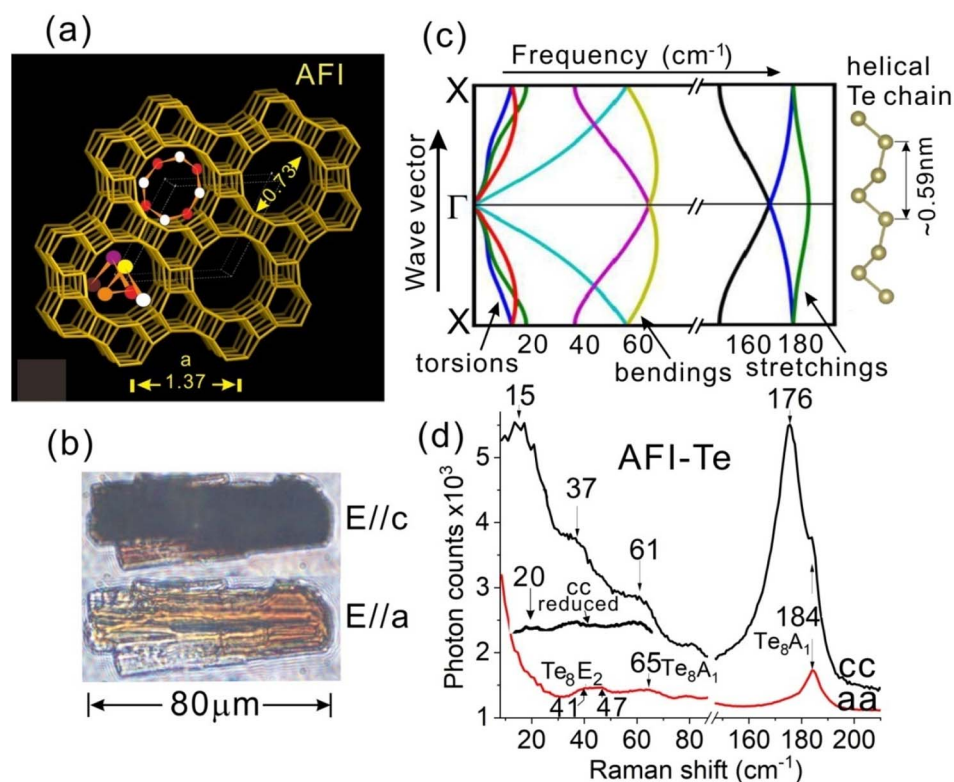 (a)
AFI
0.73
a
1.37
(b)
E//c
E//a
80μm
(c)
Frequency (cm⁻¹)
helical
Te chain
X
Γ
X
Wave vector
~0.59nm
20 40 60 160 180
torsions
bendings
stretchings
(d)
AFI-Te
15
37
61
176
20
cc
reduced
184
Te₈A₁
Te₈E₂
65 Te₈A₁
41 47
cc
aa
Photon counts x10³
5
4
3
2
1
20 40 60 80 160 180 200
Raman shift (cm⁻¹)